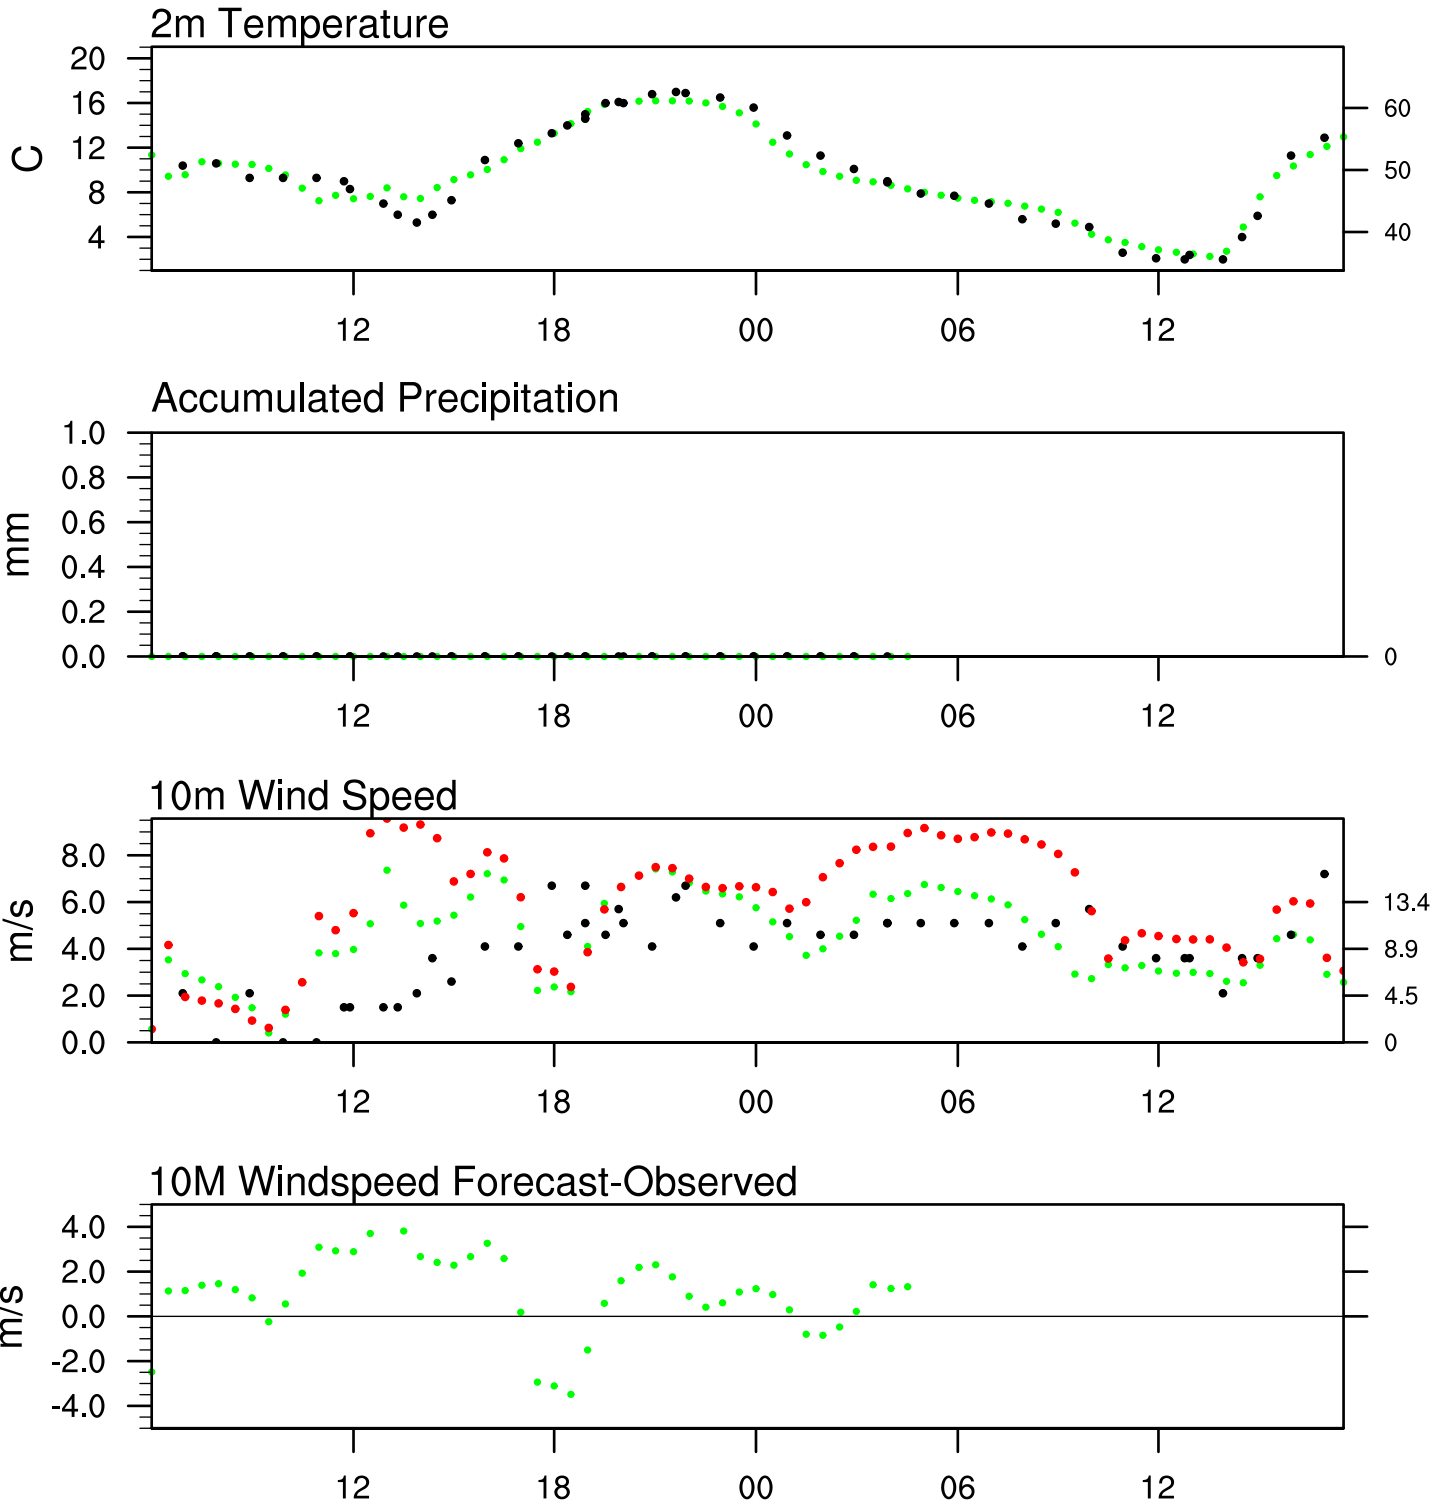 2m Temperature
20
16
12
8
4
C
60
50
40
12 18 00 06 12
Accumulated Precipitation
1.0
0.8
0.6
0.4
0.2
0.0
mm
0
12 18 00 06 12
10m Wind Speed
8.0
6.0
4.0
2.0
0.0
m/s
13.4
8.9
4.5
0
12 18 00 06 12
10M Windspeed Forecast-Observed
4.0
2.0
0.0
-2.0
-4.0
m/s
12 18 00 06 12